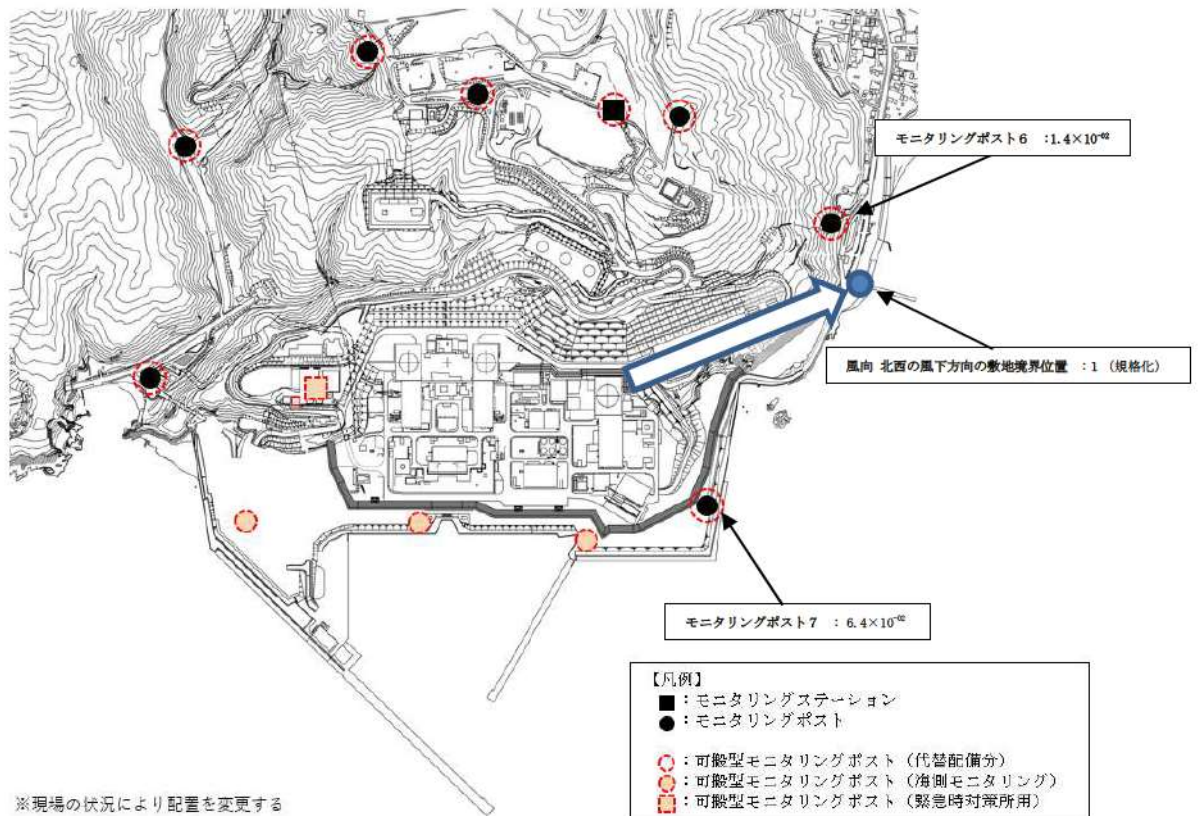 モニタリングポスト6 ：1.4×10⁻⁰²
風向 北西の風下方向の敷地境界位置 ：1 （規格化）
モニタリングポスト7 ：6.4×10⁻⁰²
【凡例】
■：モニタリングステーション
●：モニタリングポスト
：可搬型モニタリングポスト（代替配備分）
：可搬型モニタリングポスト（海側モニタリング）
：可搬型モニタリングポスト（緊急時対策所用）
※現場の状況により配置を変更する